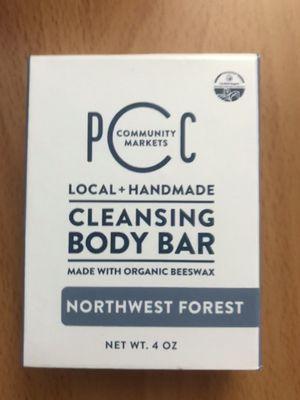 PCC
COMMUNITY
MARKETS
LOCAL + HANDMADE
CLEANSING
BODY BAR
MADE WITH ORGANIC BEESWAX
NORTHWEST FOREST
NET WT. 4 OZ